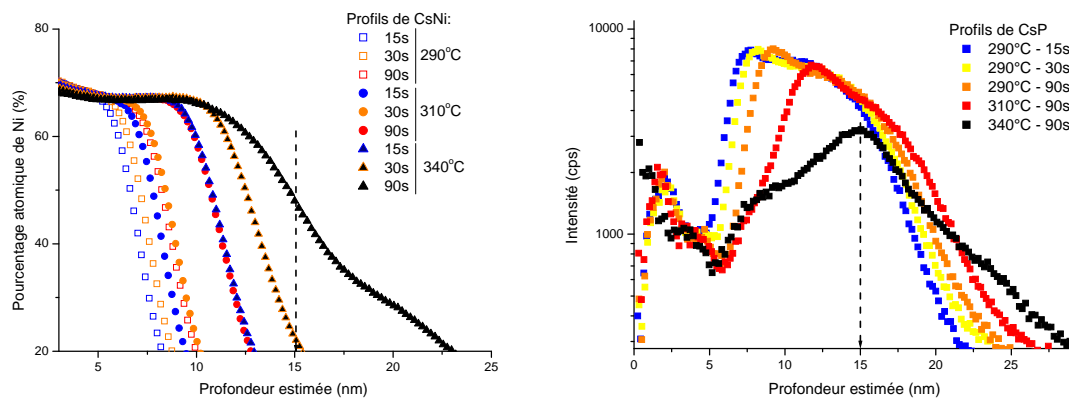 Profils de CsNi:
15s
30s
90s
290°C
15s
30s
90s
310°C
15s
30s
90s
340°C
80
60
40
20
Pourcentage atomique de Ni (%)
5
10
15
20
25
Profondeur estimée (nm)
Profils de CsP
290°C - 15s
290°C - 30s
290°C - 90s
310°C - 90s
340°C - 90s
10000
1000
Intensité (cps)
0
5
10
15
20
25
Profondeur estimée (nm)